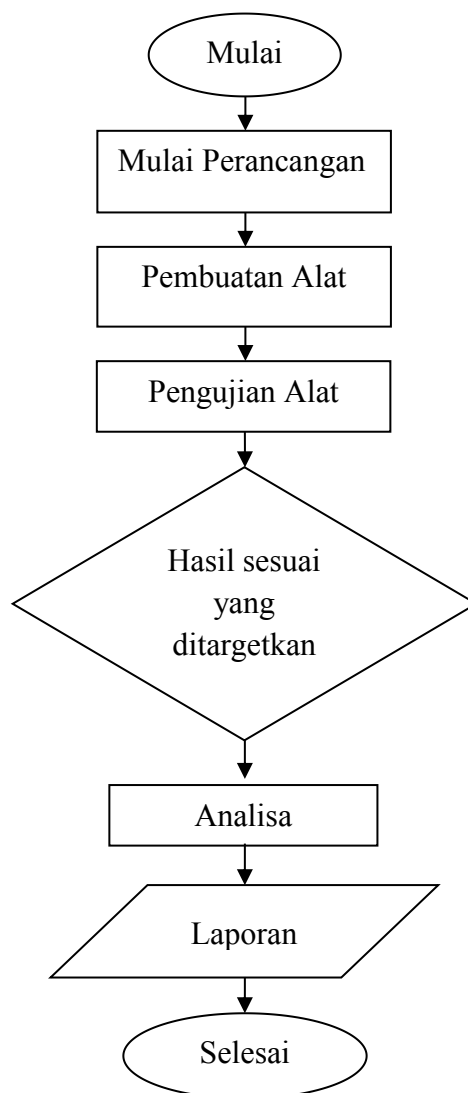 Mulai
Mulai Perancangan
Pembuatan Alat
Pengujian Alat
Hasil sesuai
yang
ditargetkan
Analisa
Laporan
Selesai